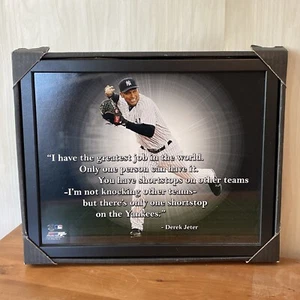 “I have the greatest job in the world.
Only one person can have it.
You have shortstops on other teams
-I'm not knocking other teams-
but there's only one shortstop
on the Yankees.”
- Derek Jeter